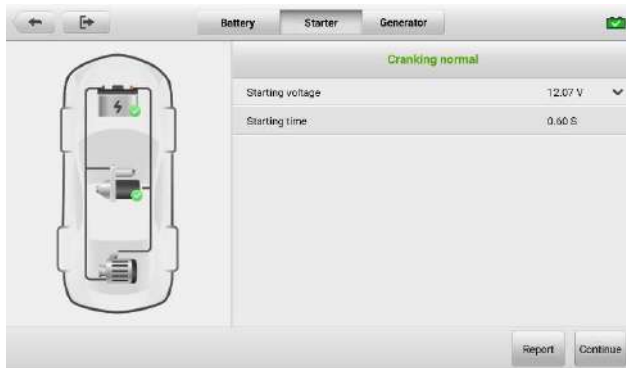 Battery Starter Generator
Cranking normal
Starting voltage 12.07 V
Starting time 0.60 S
Report Continue